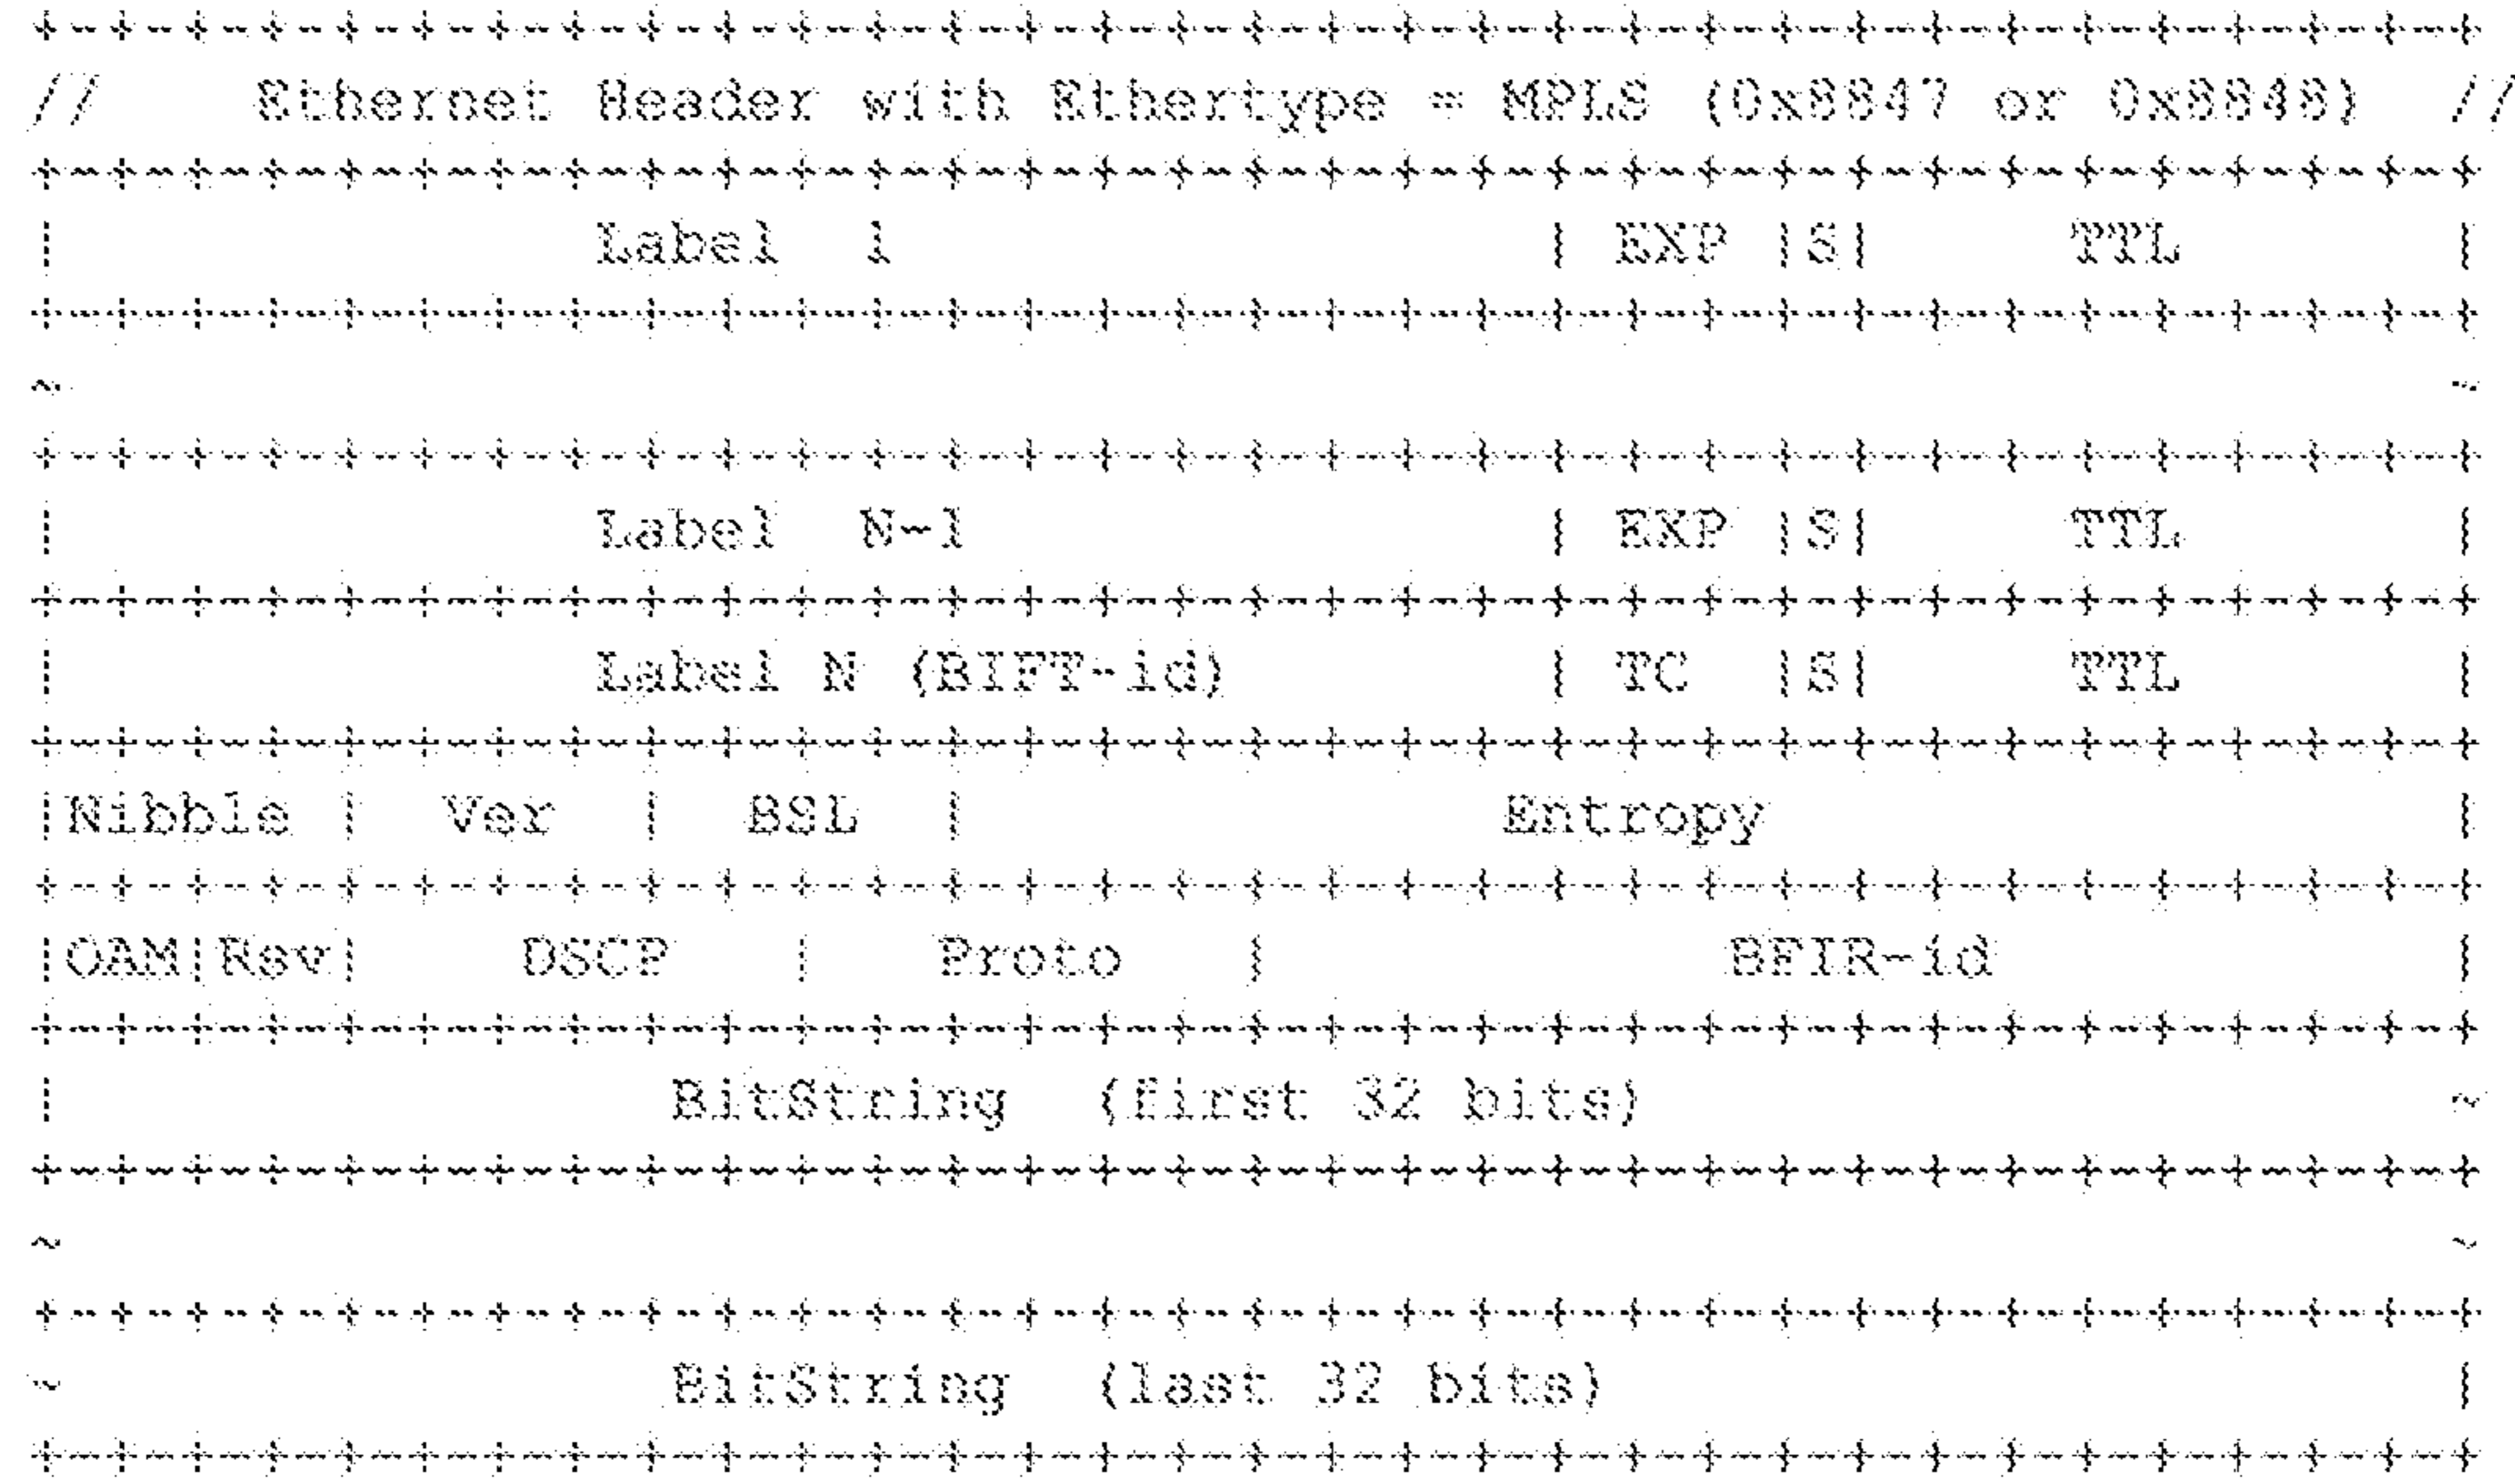 +-+-+-+-+-+-+-+-+-+-+-+-+-+-+-+-+-+-+-+-+-+-+-+-+-+-+-+-+-+-+-+-+
//    Ethernet Header with Ethertype = MPLS (0x8847 or 0x8848)  //
+-+-+-+-+-+-+-+-+-+-+-+-+-+-+-+-+-+-+-+-+-+-+-+-+-+-+-+-+-+-+-+-+
|              Label  1                 | EXP |S|     TTL       |
+-+-+-+-+-+-+-+-+-+-+-+-+-+-+-+-+-+-+-+-+-+-+-+-+-+-+-+-+-+-+-+-+
~                                                               ~
+-+-+-+-+-+-+-+-+-+-+-+-+-+-+-+-+-+-+-+-+-+-+-+-+-+-+-+-+-+-+-+-+
|              Label  N-1               | EXP |S|     TTL       |
+-+-+-+-+-+-+-+-+-+-+-+-+-+-+-+-+-+-+-+-+-+-+-+-+-+-+-+-+-+-+-+-+
|              Label N (BIFT-id)        | TC  |S|     TTL       |
+-+-+-+-+-+-+-+-+-+-+-+-+-+-+-+-+-+-+-+-+-+-+-+-+-+-+-+-+-+-+-+-+
|Nibble |  Ver  |  BSL  |              Entropy                  |
+-+-+-+-+-+-+-+-+-+-+-+-+-+-+-+-+-+-+-+-+-+-+-+-+-+-+-+-+-+-+-+-+
|OAM|Rsv|    DSCP   |   Proto   |            BFIR-id            |
+-+-+-+-+-+-+-+-+-+-+-+-+-+-+-+-+-+-+-+-+-+-+-+-+-+-+-+-+-+-+-+-+
|                BitString  (first 32 bits)                     ~
+-+-+-+-+-+-+-+-+-+-+-+-+-+-+-+-+-+-+-+-+-+-+-+-+-+-+-+-+-+-+-+-+
~                                                               ~
+-+-+-+-+-+-+-+-+-+-+-+-+-+-+-+-+-+-+-+-+-+-+-+-+-+-+-+-+-+-+-+-+
~                BitString  (last 32 bits)                      |
+-+-+-+-+-+-+-+-+-+-+-+-+-+-+-+-+-+-+-+-+-+-+-+-+-+-+-+-+-+-+-+-+